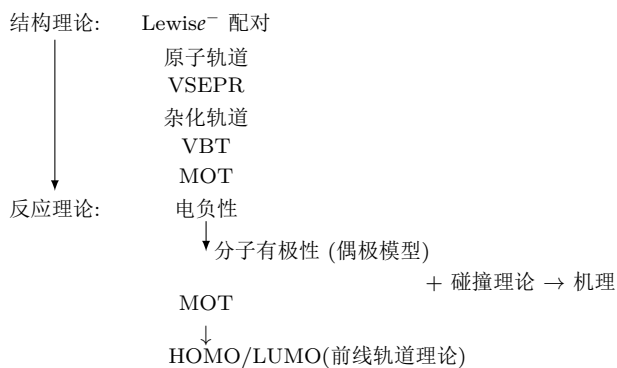 结构理论: Lewise⁻ 配对
原子轨道
VSEPR
杂化轨道
VBT
MOT
反应理论: 电负性
分子有极性 (偶极模型)
+ 碰撞理论 → 机理
MOT
↓
HOMO/LUMO(前线轨道理论)